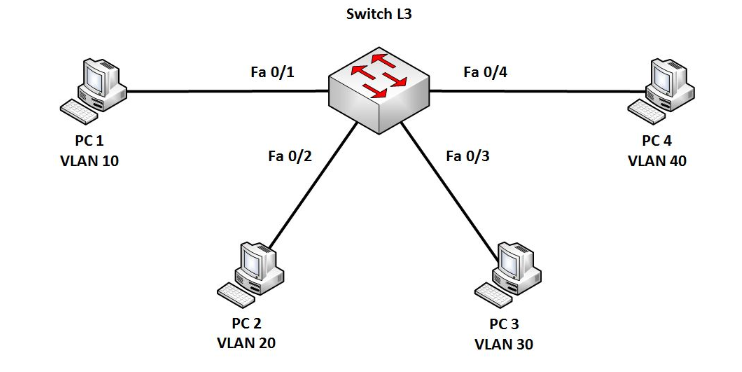 Switch L3
Fa 0/1
Fa 0/4
PC 1
VLAN 10
PC 4
VLAN 40
Fa 0/2
Fa 0/3
PC 2
VLAN 20
PC 3
VLAN 30